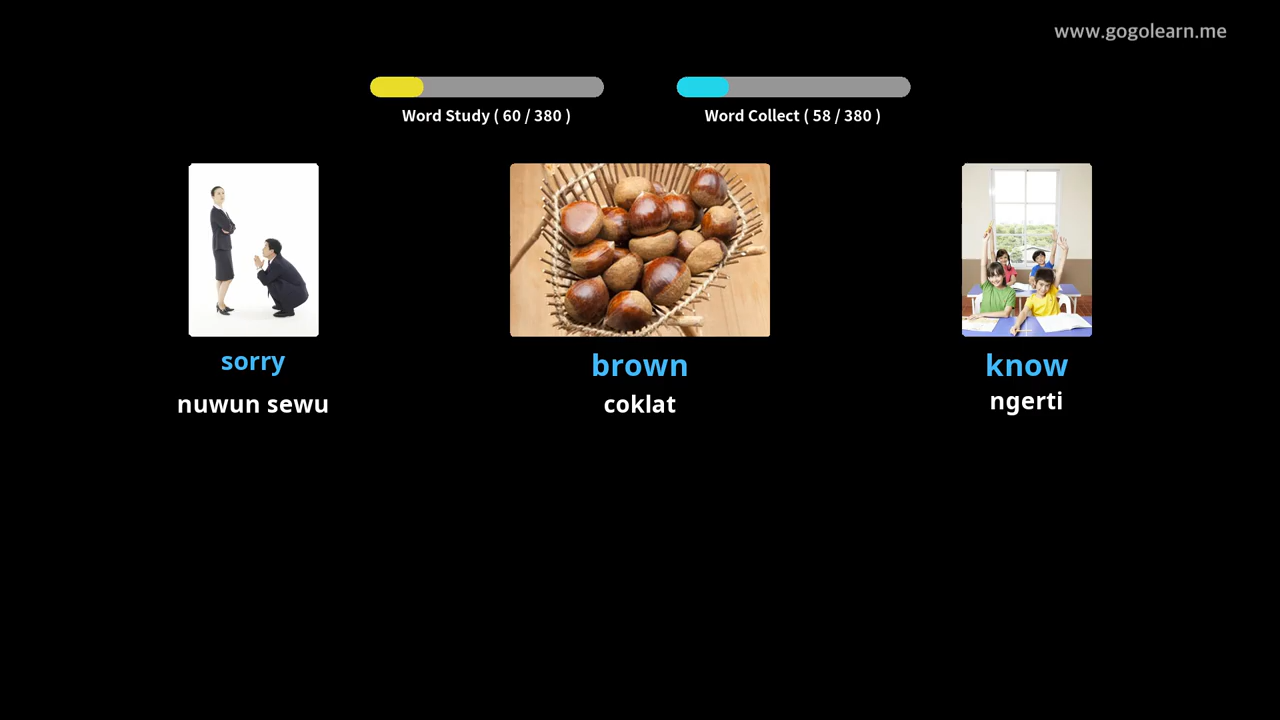 www.gogolearn.me
Word Study ( 60 / 380 )
Word Collect ( 58 / 380 )
sorry
nuwun sewu
brown
coklat
know
ngerti